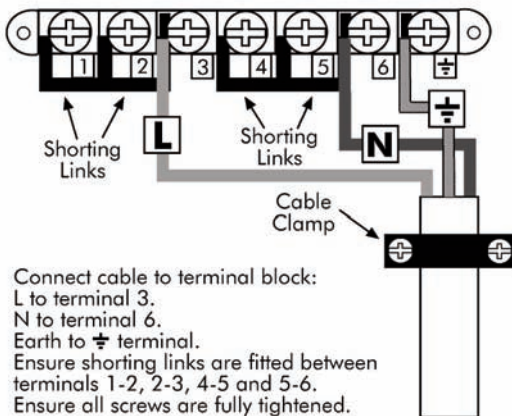 1 2 3 4 5 6 ⏚
Shorting Links
L
Shorting Links
N
⏚
Cable Clamp
Connect cable to terminal block:
L to terminal 3.
N to terminal 6.
Earth to ⏚ terminal.
Ensure shorting links are fitted between
terminals 1-2, 2-3, 4-5 and 5-6.
Ensure all screws are fully tightened.